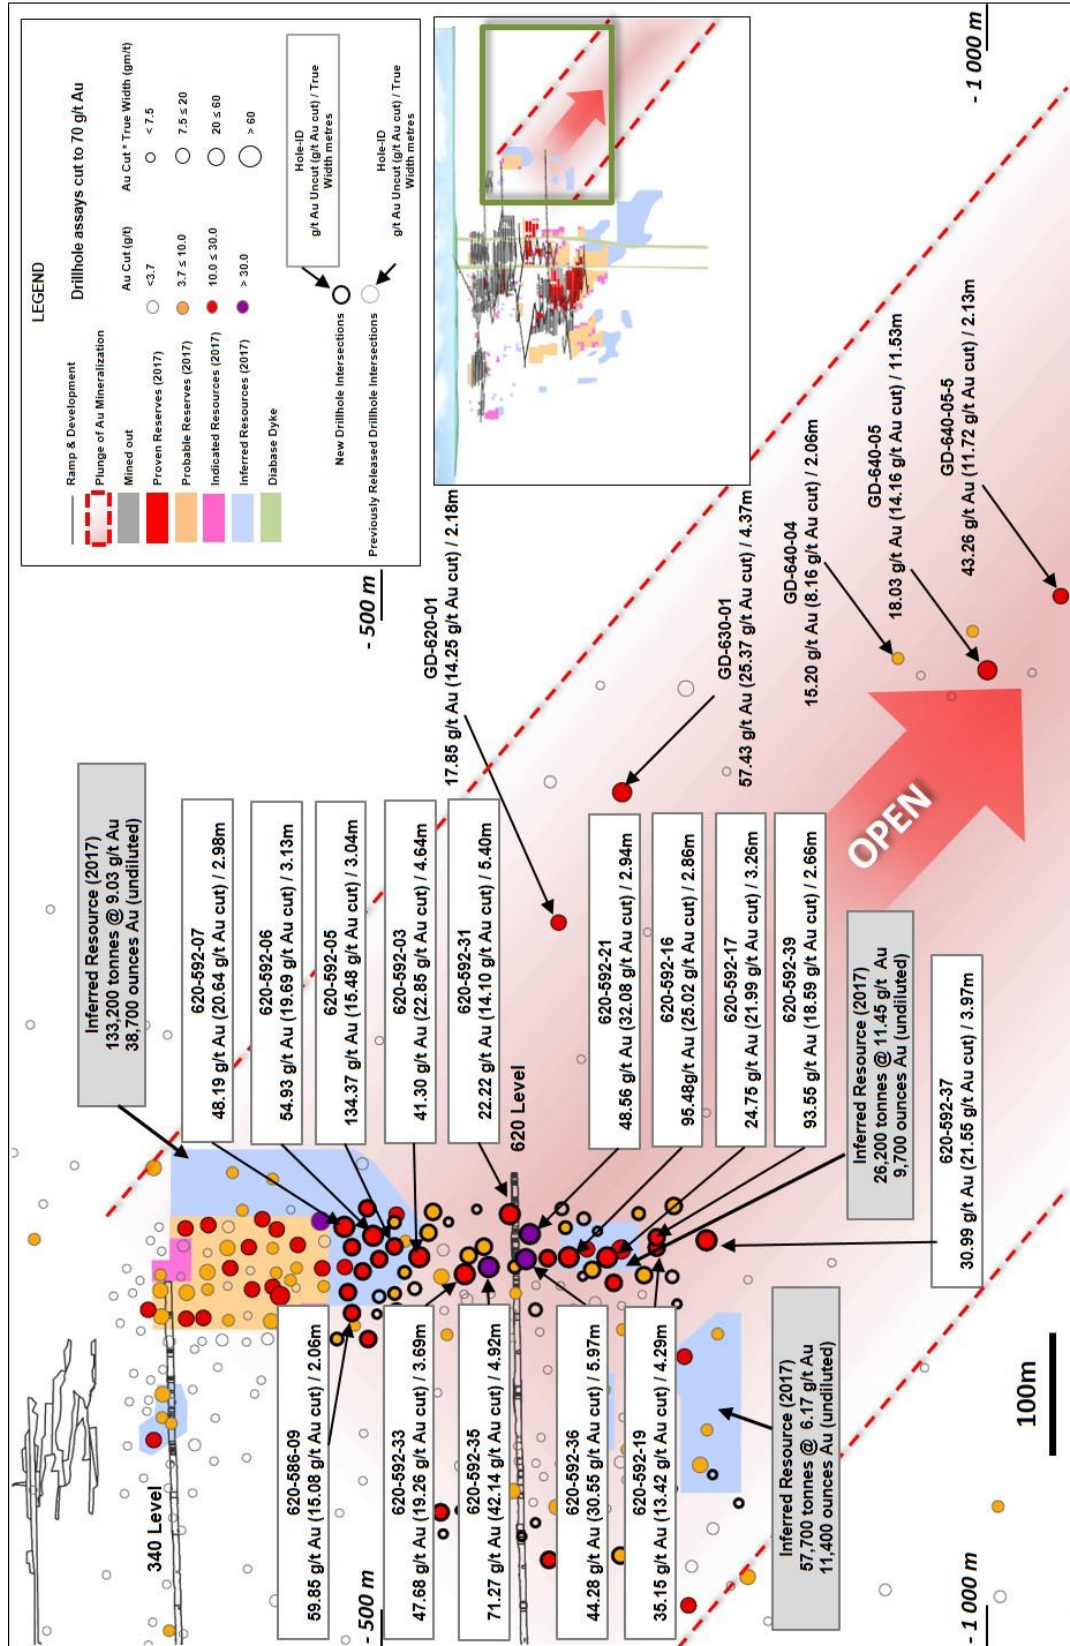 LEGEND
Ramp & Development
Plunge of Au Mineralization
Mined out
Proven Reserves (2017)
Probable Reserves (2017)
Indicated Resources (2017)
Inferred Resources (2017)
Diabase Dyke
Drillhole assays cut to 70 g/t Au
Au Cut (g/t)
<3.7
3.7 ≤ 10.0
10.0 ≤ 30.0
> 30.0
Au Cut * True Width (gm/t)
< 7.5
7.5 ≤ 20
20 ≤ 60
> 60
New Drillhole Intersections
Hole-ID
g/t Au Uncut (g/t Au cut) / True
Width metres
Previously Released Drillhole Intersections
Hole-ID
g/t Au Uncut (g/t Au cut) / True
Width metres
340 Level
620 Level
- 500 m
- 500 m
- 1 000 m
- 1 000 m
Inferred Resource (2017)
133,200 tonnes @ 9.03 g/t Au
38,700 ounces Au (undiluted)
620-592-07
48.19 g/t Au (20.64 g/t Au cut) / 2.98m
620-592-06
54.93 g/t Au (19.69 g/t Au cut) / 3.13m
620-592-05
134.37 g/t Au (15.48 g/t Au cut) / 3.04m
620-592-03
41.30 g/t Au (22.85 g/t Au cut) / 4.64m
620-592-31
22.22 g/t Au (14.10 g/t Au cut) / 5.40m
620-592-21
48.56 g/t Au (32.08 g/t Au cut) / 2.94m
620-592-16
95.48g/t Au (25.02 g/t Au cut) / 2.86m
620-592-17
24.75 g/t Au (21.99 g/t Au cut) / 3.26m
620-592-39
93.55 g/t Au (18.59 g/t Au cut) / 2.66m
Inferred Resource (2017)
26,200 tonnes @ 11.45 g/t Au
9,700 ounces Au (undiluted)
620-592-37
30.99 g/t Au (21.55 g/t Au cut) / 3.97m
620-586-09
59.85 g/t Au (15.08 g/t Au cut) / 2.06m
620-592-33
47.68 g/t Au (19.26 g/t Au cut) / 3.69m
620-592-35
71.27 g/t Au (42.14 g/t Au cut) / 4.92m
620-592-36
44.28 g/t Au (30.55 g/t Au cut) / 5.97m
620-592-19
35.15 g/t Au (13.42 g/t Au cut) / 4.29m
Inferred Resource (2017)
57,700 tonnes @ 6.17 g/t Au
11,400 ounces Au (undiluted)
GD-620-01
17.85 g/t Au (14.25 g/t Au cut) / 2.18m
GD-630-01
57.43 g/t Au (25.37 g/t Au cut) / 4.37m
GD-640-04
15.20 g/t Au (8.16 g/t Au cut) / 2.06m
GD-640-05
18.03 g/t Au (14.16 g/t Au cut) / 11.53m
GD-640-05-5
43.26 g/t Au (11.72 g/t Au cut) / 2.13m
OPEN
100m